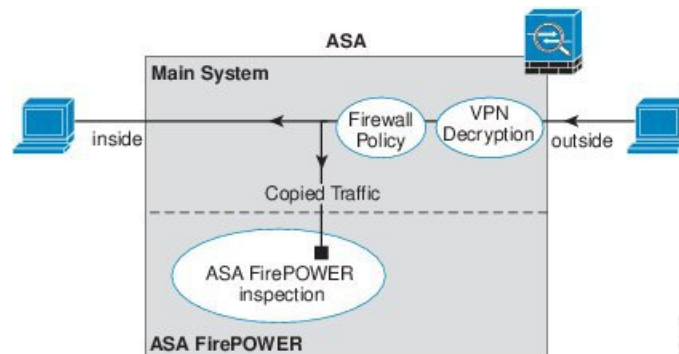 ASA
Main System
inside
Firewall
Policy
VPN
Decryption
outside
Copied Traffic
ASA FirePOWER
inspection
ASA FirePOWER